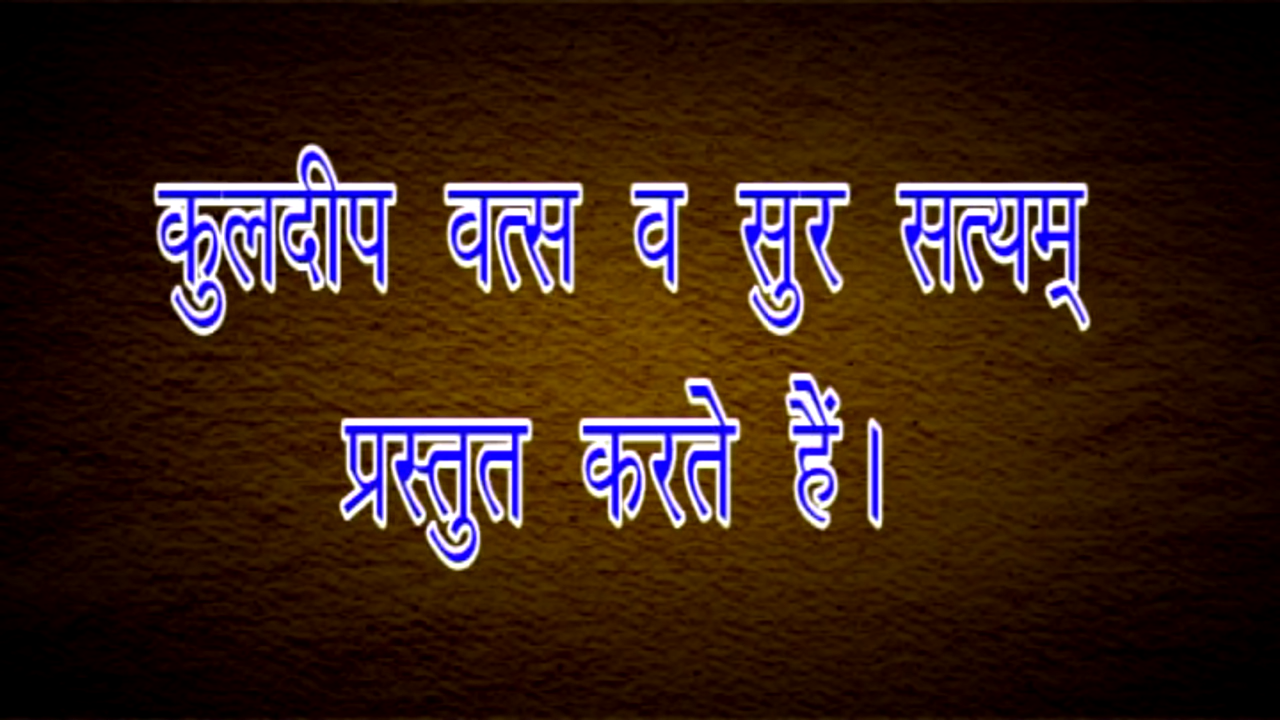 कुलदीप वत्स व सुर सत्यम्
प्रस्तुत करते हैं।